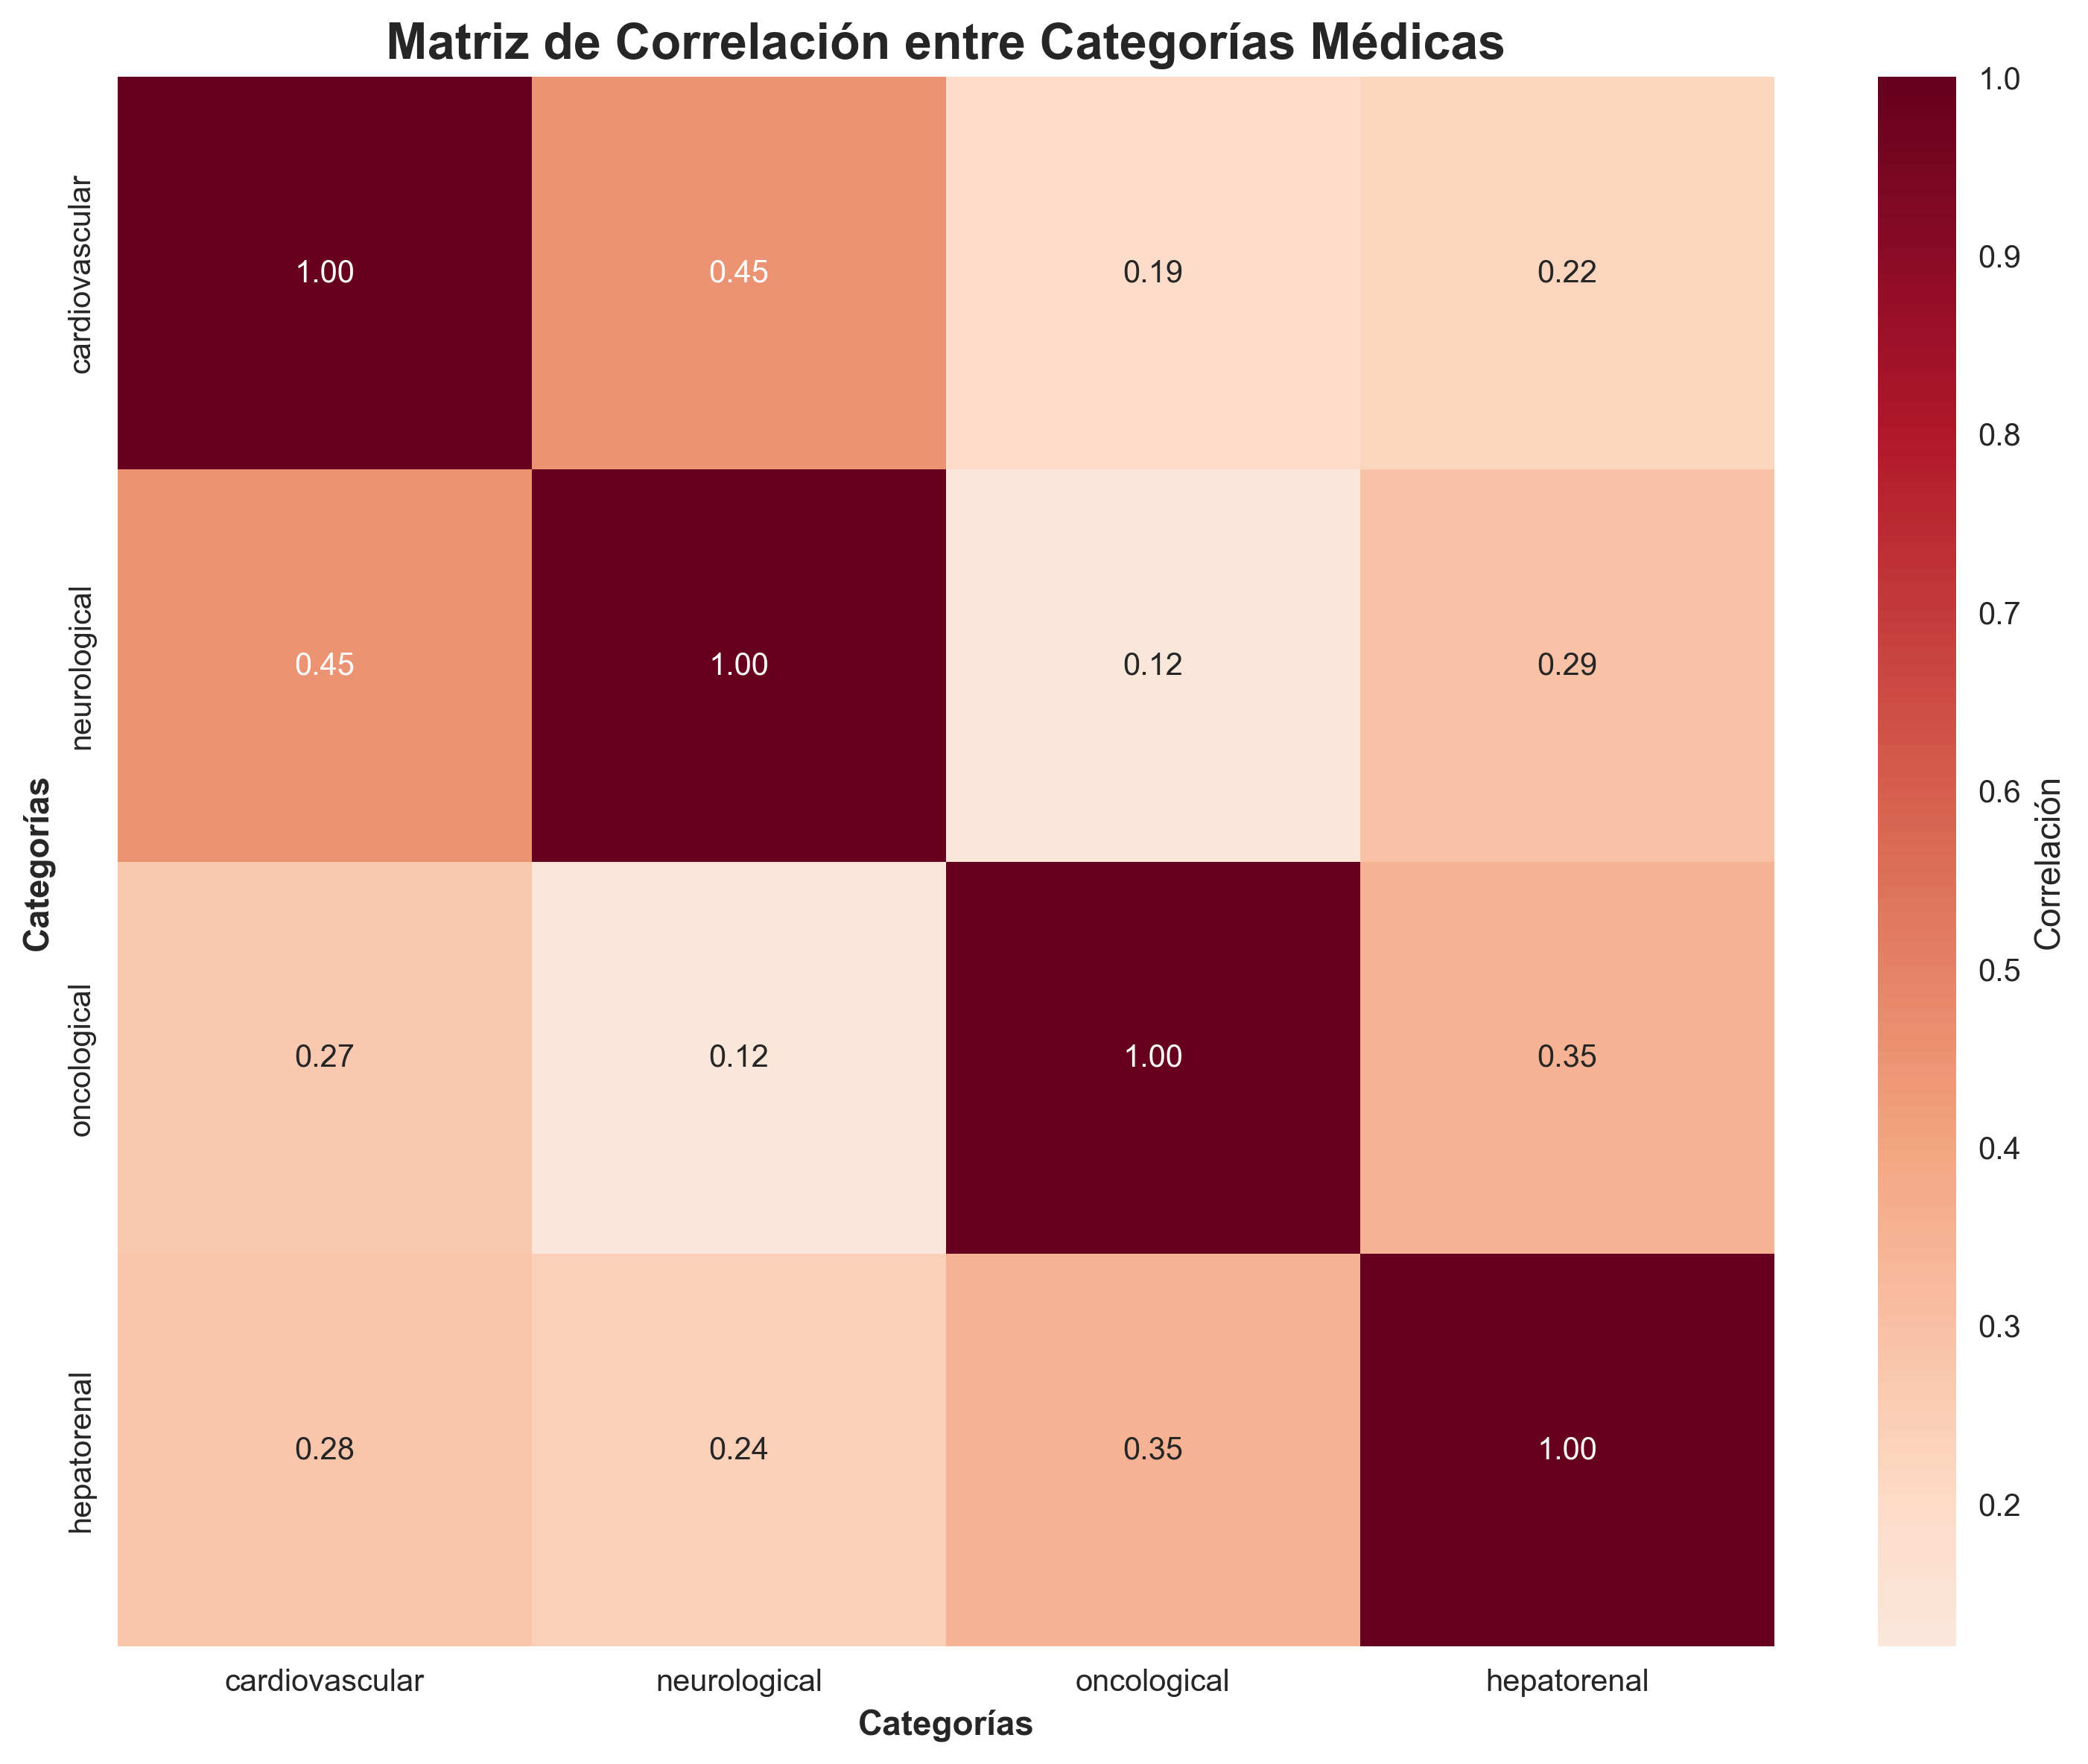 Matriz de Correlación entre Categorías Médicas
cardiovascular
1.00 0.45 0.19 0.22
neurological
0.45 1.00 0.12 0.29
oncological
0.27 0.12 1.00 0.35
hepatorenal
0.28 0.24 0.35 1.00
Categorías
cardiovascular neurological oncological hepatorenal
Categorías
1.0
0.9
0.8
0.7
0.6
0.5
0.4
0.3
0.2
Correlación